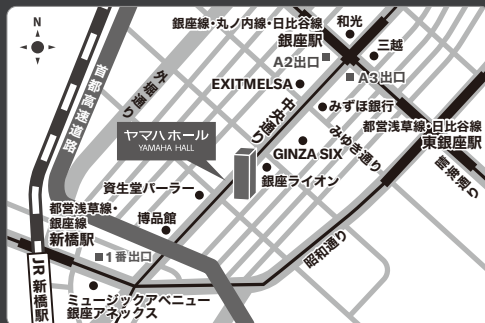 銀座線・丸ノ内線・日比谷線
銀座駅
和光
三越
A2出口
A3出口
EXITMELSA
首都高速道路
外堀通り
中央通り
みずほ銀行
都営浅草線・日比谷線
東銀座駅
ヤマハホール
YAMAHA HALL
みゆき通り
GINZA SIX
銀座ライオン
晴海通り
資生堂パーラー
都営浅草線・
銀座線
新橋駅
博品館
昭和通り
1番出口
JR 新橋駅
ミュージックアベニュー
銀座アネックス
N